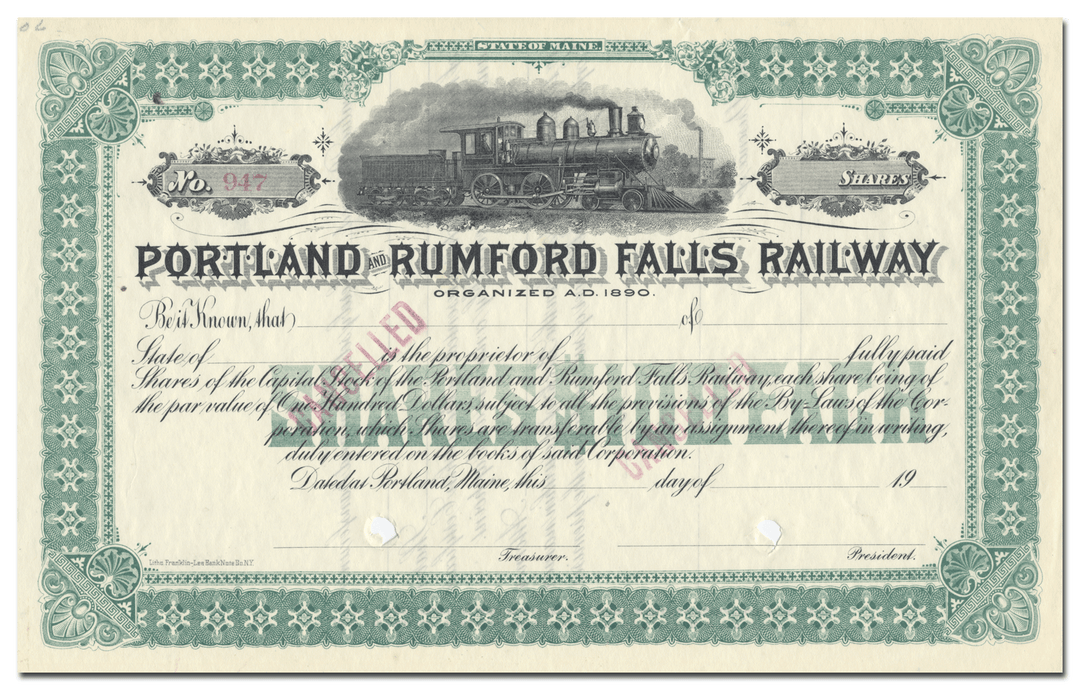 STATE OF MAINE.
No. 947
SHARES
PORTLAND AND RUMFORD FALLS RAILWAY
ORGANIZED A.D. 1890.
Be it Known, that of
State of is the proprietor of fully paid
Shares of the Capital Stock of the Portland and Rumford Falls Railway, each share being of
the par value of One Hundred Dollars, subject to all the provisions of the By-Laws of the Cor-
poration, which Shares are transferable by an assignment thereof in writing,
duly entered on the books of said Corporation.
Dated at Portland, Maine, this day of 19
CANCELLED
CANCELLED
Treasurer. President.
Litho. Franklin-Lee Bank Note Co. N.Y.